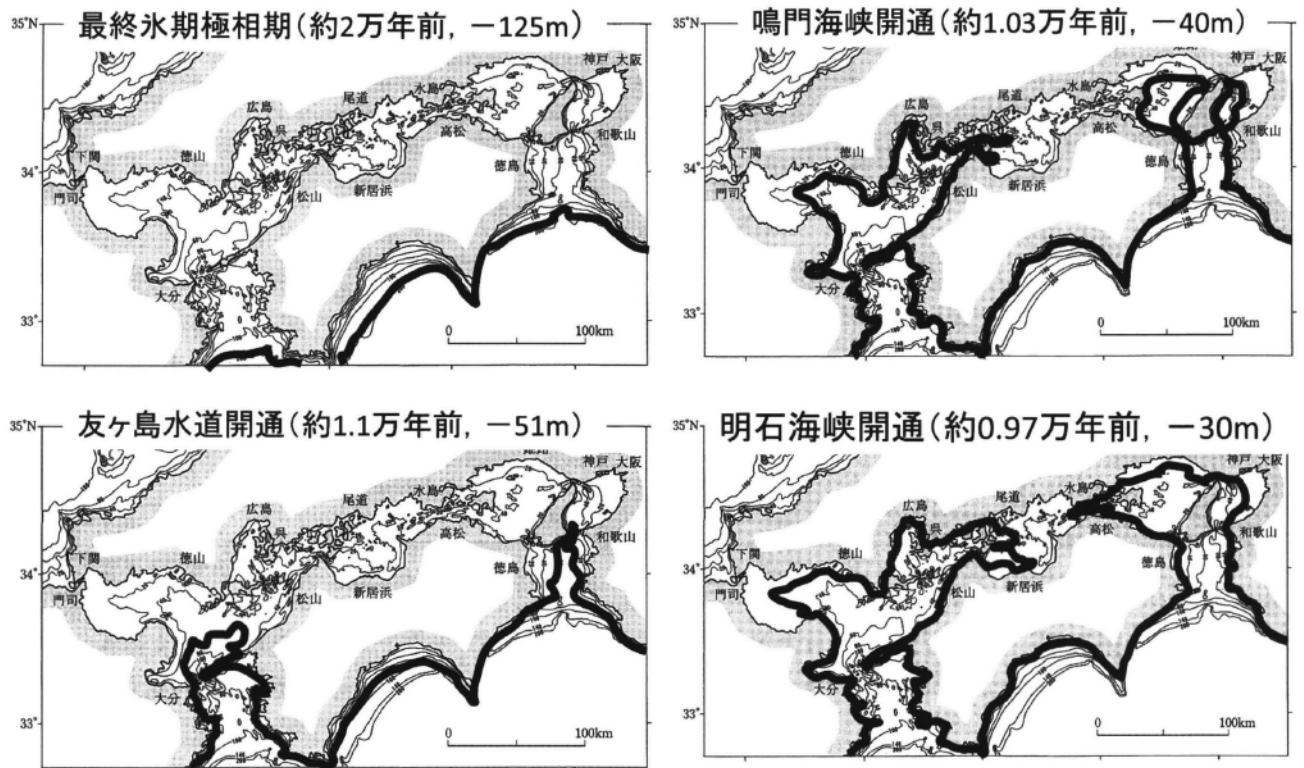 最終氷期極相期(約2万年前, －125m)
35°N
神戸 大阪
水島
尾道
広島
呉
和歌山
高松
下関
徳山
徳島
34°
門司
松山
新居浜
大分
33°
0 100km
鳴門海峡開通(約1.03万年前, －40m)
35°N
神戸 大阪
水島
尾道
広島
呉
和歌山
高松
下関
徳山
徳島
34°
門司
松山
新居浜
大分
33°
0 100km
友ヶ島水道開通(約1.1万年前, －51m)
35°N
神戸 大阪
水島
尾道
広島
呉
和歌山
高松
下関
徳山
徳島
34°
門司
松山
新居浜
大分
33°
0 100km
明石海峡開通(約0.97万年前, －30m)
35°N
神戸 大阪
水島
尾道
広島
呉
和歌山
高松
下関
徳山
徳島
34°
門司
松山
新居浜
大分
33°
0 100km